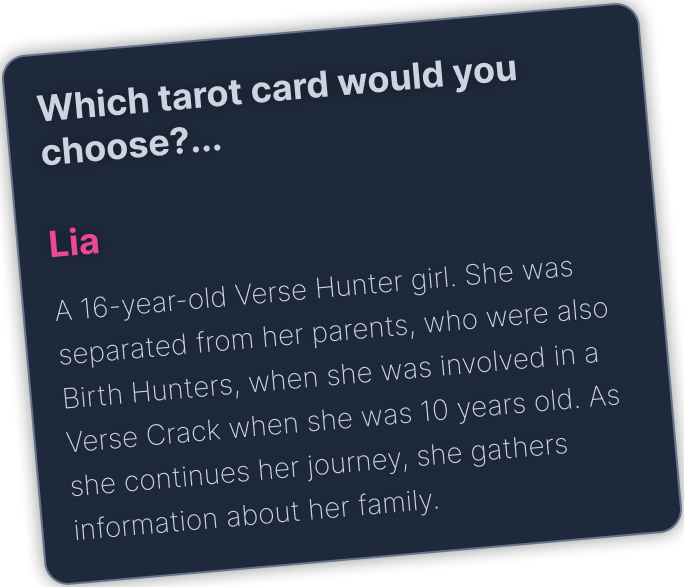 Which tarot card would you
choose?...
Lia
A 16-year-old Verse Hunter girl. She was
separated from her parents, who were also
Birth Hunters, when she was involved in a
Verse Crack when she was 10 years old. As
she continues her journey, she gathers
information about her family.